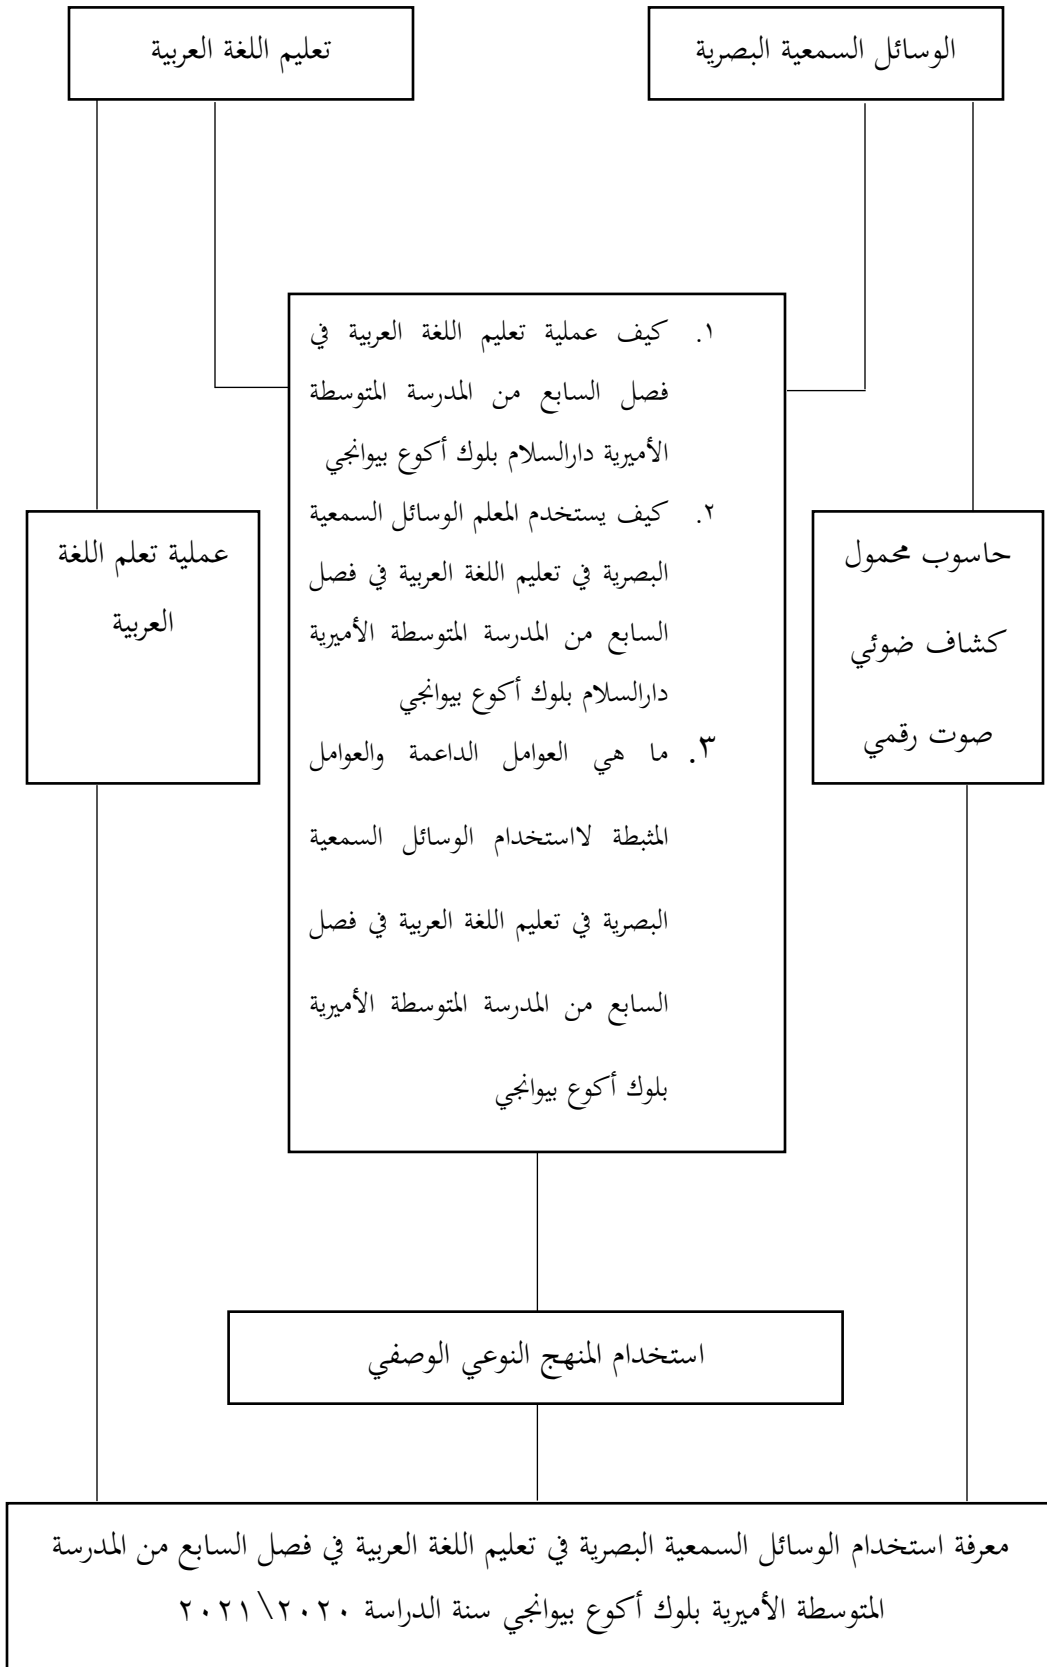 الوسائل السمعية البصرية
تعليم اللغة العربية
١. كيف عملية تعليم اللغة العربية في
فصل السابع من المدرسة المتوسطة
الأميرية دارالسلام بلوك أكوع بيوانجي
٢. كيف يستخدم المعلم الوسائل السمعية
البصرية في تعليم اللغة العربية في فصل
السابع من المدرسة المتوسطة الأميرية
دارالسلام بلوك أكوع بيوانجي
٣. ما هي العوامل الداعمة والعوامل
المثبطة لااستخدام الوسائل السمعية
البصرية في تعليم اللغة العربية في فصل
السابع من المدرسة المتوسطة الأميرية
بلوك أكوع بيوانجي
حاسوب محمول
كشاف ضوئي
صوت رقمي
عملية تعلم اللغة
العربية
استخدام المنهج النوعي الوصفي
معرفة استخدام الوسائل السمعية البصرية في تعليم اللغة العربية في فصل السابع من المدرسة
المتوسطة الأميرية بلوك أكوع بيوانجي سنة الدراسة ٢٠٢٠\٢٠٢١